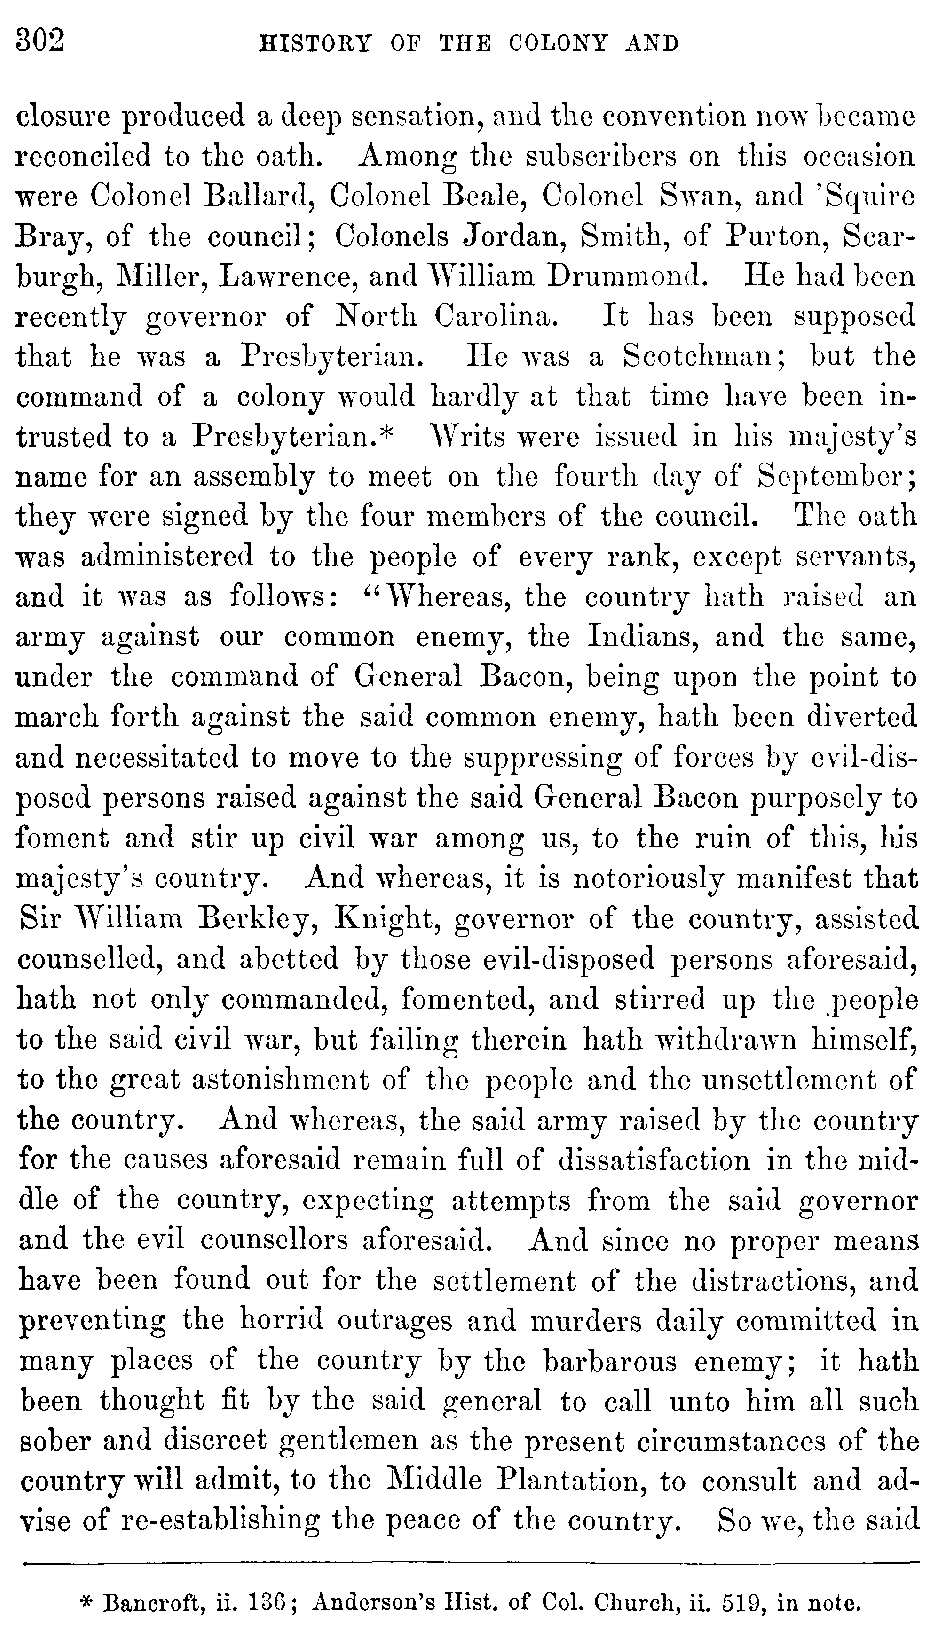 302 HISTORY OF THE COLONY AND
closure produced a deep sensation, and the convention now became
reconciled to the oath. Among the subscribers on this occasion
were Colonel Ballard, Colonel Beale, Colonel Swan, and 'Squire
Bray, of the council; Colonels Jordan, Smith, of Purton, Scar-
burgh, Miller, Lawrence, and William Drummond. He had been
recently governor of North Carolina. It has been supposed
that he was a Presbyterian. He was a Scotchman; but the
command of a colony would hardly at that time have been in-
trusted to a Presbyterian.* Writs were issued in his majesty's
name for an assembly to meet on the fourth day of September;
they were signed by the four members of the council. The oath
was administered to the people of every rank, except servants,
and it was as follows: "Whereas, the country hath raised an
army against our common enemy, the Indians, and the same,
under the command of General Bacon, being upon the point to
march forth against the said common enemy, hath been diverted
and necessitated to move to the suppressing of forces by evil-dis-
posed persons raised against the said General Bacon purposely to
foment and stir up civil war among us, to the ruin of this, his
majesty's country. And whereas, it is notoriously manifest that
Sir William Berkley, Knight, governor of the country, assisted
counselled, and abetted by those evil-disposed persons aforesaid,
hath not only commanded, fomented, and stirred up the people
to the said civil war, but failing therein hath withdrawn himself,
to the great astonishment of the people and the unsettlement of
the country. And whereas, the said army raised by the country
for the causes aforesaid remain full of dissatisfaction in the mid-
dle of the country, expecting attempts from the said governor
and the evil counsellors aforesaid. And since no proper means
have been found out for the settlement of the distractions, and
preventing the horrid outrages and murders daily committed in
many places of the country by the barbarous enemy; it hath
been thought fit by the said general to call unto him all such
sober and discreet gentlemen as the present circumstances of the
country will admit, to the Middle Plantation, to consult and ad-
vise of re-establishing the peace of the country. So we, the said
* Bancroft, ii. 136; Anderson's Hist. of Col. Church, ii. 519, in note.